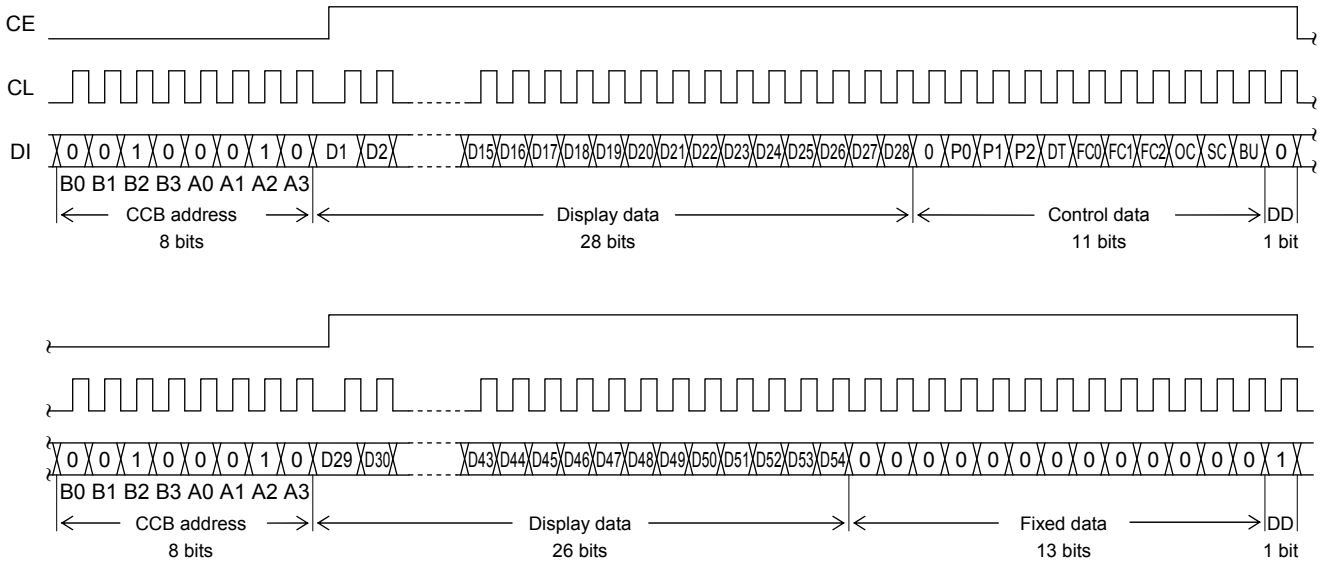 CE
CL
DI 0 0 1 0 0 0 1 0 D1 D2 D15 D16 D17 D18 D19 D20 D21 D22 D23 D24 D25 D26 D27 D28 0 P0 P1 P2 DT FC0 FC1 FC2 OC SC BU 0
B0 B1 B2 B3 A0 A1 A2 A3
CCB address Display data Control data DD
8 bits 28 bits 11 bits 1 bit
0 0 1 0 0 0 1 0 D29 D30 D43 D44 D45 D46 D47 D48 D49 D50 D51 D52 D53 D54 0 0 0 0 0 0 0 0 0 0 0 0 0 1
B0 B1 B2 B3 A0 A1 A2 A3
CCB address Display data Fixed data DD
8 bits 26 bits 13 bits 1 bit